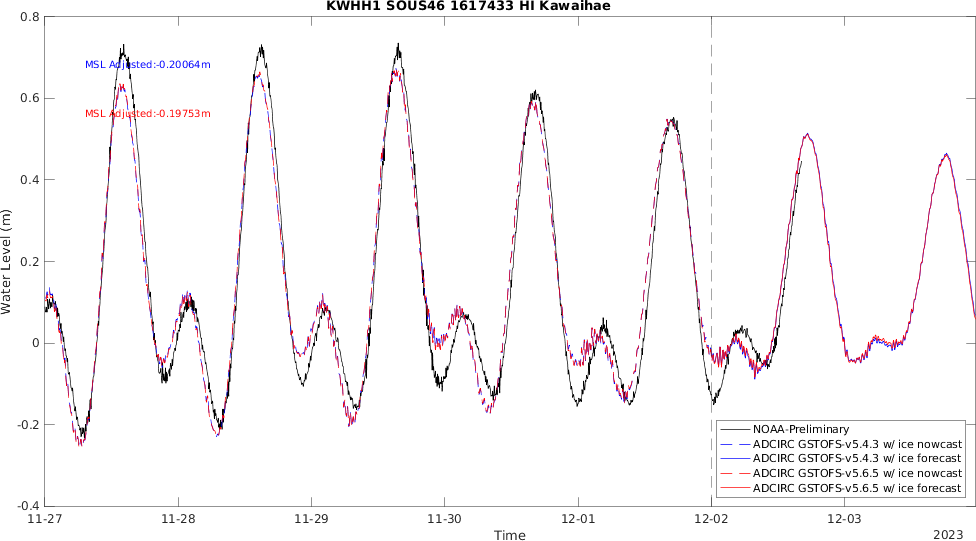 KWHH1 SOUS46 1617433 HI Kawaihae
0.8
0.6
0.4
0.2
0
-0.2
-0.4
Water Level (m)
MSL Adjusted:-0.20064m
MSL Adjusted:-0.19753m
NOAA-Preliminary
ADCIRC GSTOFS-v5.4.3 w/ ice nowcast
ADCIRC GSTOFS-v5.4.3 w/ ice forecast
ADCIRC GSTOFS-v5.6.5 w/ ice nowcast
ADCIRC GSTOFS-v5.6.5 w/ ice forecast
11-27 11-28 11-29 11-30 12-01 12-02 12-03
Time
2023